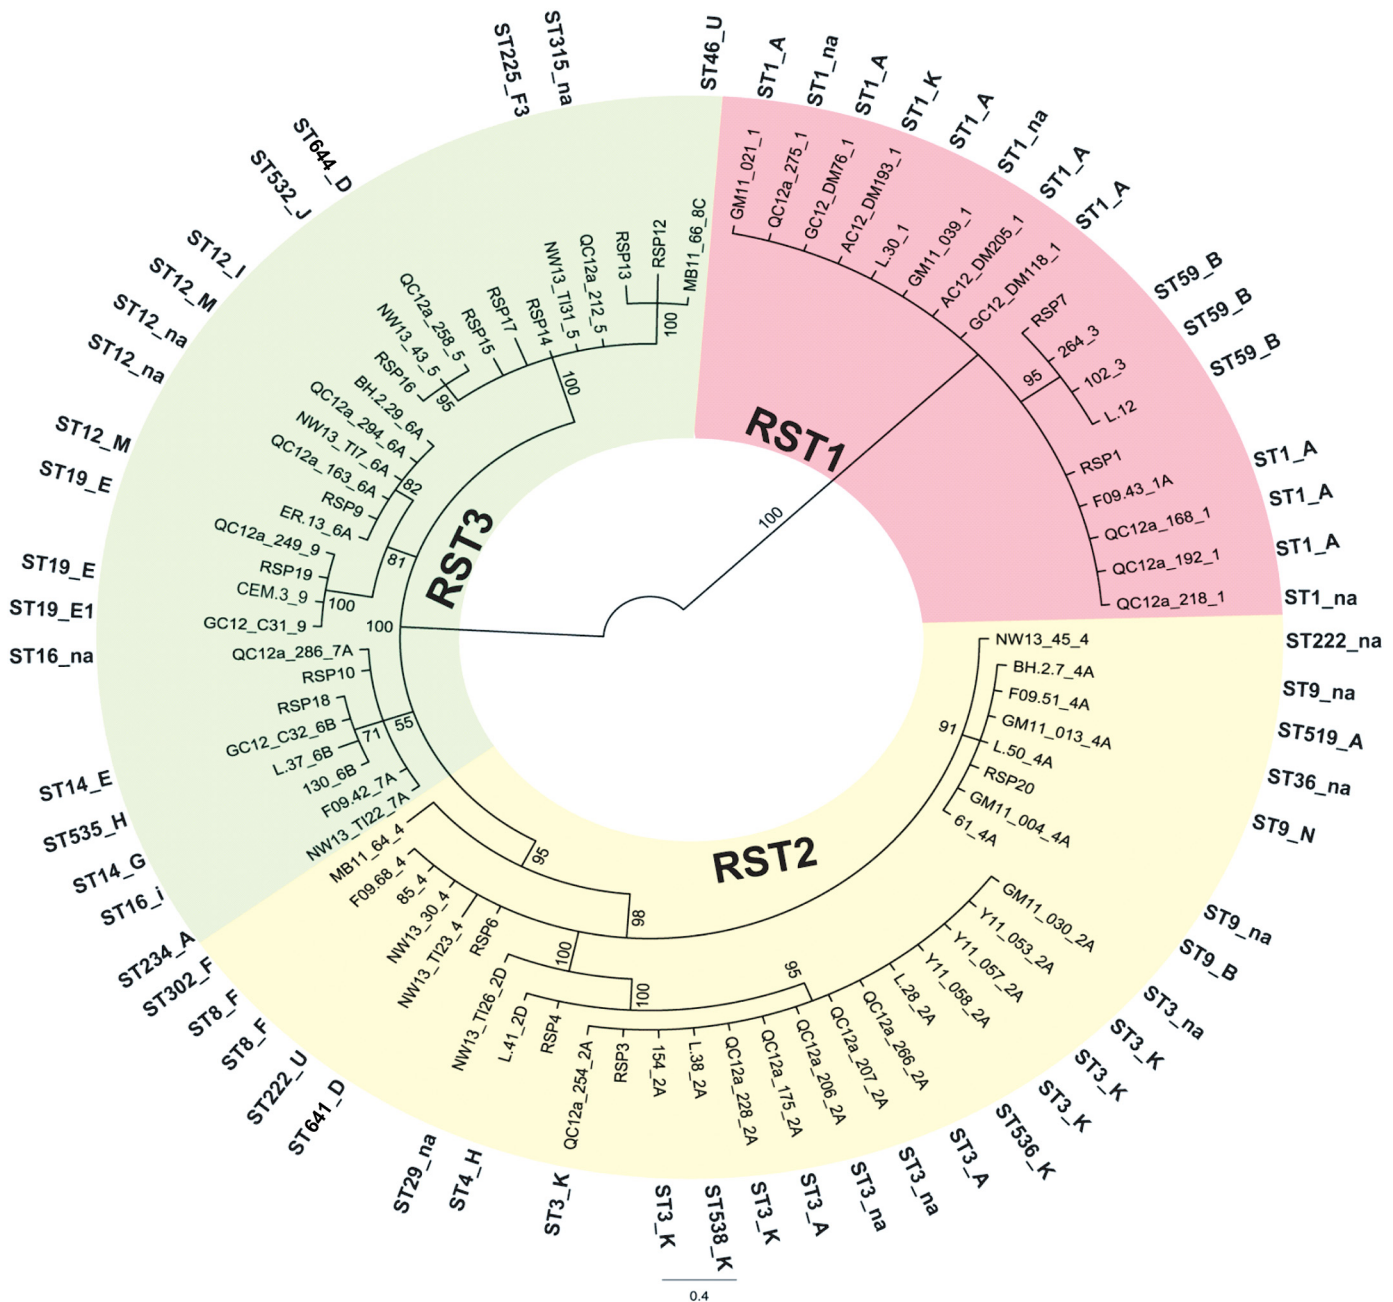 ST46_U
ST1_A
ST1_na
ST1_A
ST1_K
ST1_A
ST1_na
ST1_A
ST1_A
ST59_B
ST59_B
ST59_B
ST1_A
ST1_A
ST1_A
ST1_na
ST222_na
ST9_na
ST519_A
ST36_na
ST9_N
ST9_na
ST9_B
ST3_na
ST3_K
ST3_K
ST3_K
ST536_K
ST3_A
ST3_na
ST3_na
ST3_A
ST3_K
ST538_K
ST3_K
ST3_K
ST4_H
ST29_na
ST641_D
ST222_U
ST8_F
ST8_F
ST302_F
ST234_A
ST16_i
ST14_G
ST535_H
ST14_E
ST16_na
ST19_E1
ST19_E
ST19_E
ST12_M
ST12_na
ST12_na
ST12_M
ST12_I
ST532_J
ST644_D
ST225_F3
ST315_na
GM11_021_1
QC12a_275_1
GC12_DM76_1
AC12_DM193_1
L.30_1
GM11_039_1
AC12_DM205_1
GC12_DM118_1
RSP7
264_3
102_3
L.12
RSP1
F09.43_1A
QC12a_168_1
QC12a_192_1
QC12a_218_1
NW13_45_4
BH.2.7_4A
F09.51_4A
GM11_013_4A
L.50_4A
RSP20
GM11_004_4A
61_4A
GM11_030_2A
Y11_053_2A
Y11_057_2A
Y11_058_2A
L.28_2A
QC12a_266_2A
QC12a_207_2A
QC12a_206_2A
QC12a_175_2A
QC12a_228_2A
L.38_2A
154_2A
RSP3
QC12a_254_2A
RSP4
L.41_2D
NW13_TI26_2D
RSP6
NW13_TI23_4
NW13_30_4
85_4
F09.68_4
MB11_64_4
NW13_TI22_7A
F09.42_7A
130_6B
L.37_6B
GC12_C32_6B
RSP18
RSP10
QC12a_286_7A
GC12_C31_9
CEM.3_9
RSP19
QC12a_249_9
ER.13_6A
RSP9
QC12a_163_6A
NW13_TI7_6A
QC12a_294_6A
BH.2.29_6A
RSP16
NW13_43_5
QC12a_258_5
RSP15
RSP17
RSP14
NW13_TI31_5
QC12a_212_5
RSP13
RSP12
MB11_66_8C
RST1
RST2
RST3
100
95
91
95
100
100
98
95
55
71
100
100
81
82
95
100
100
0.4